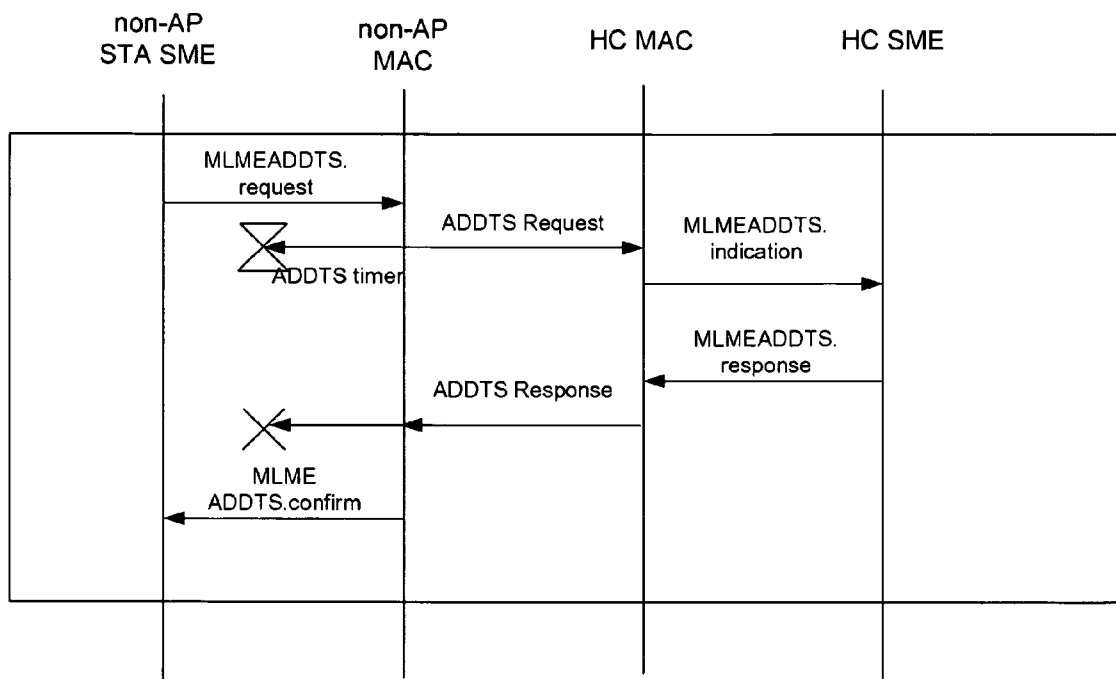 non-AP
STA SME
non-AP
MAC
HC MAC
HC SME
MLMEADDTS.
request
ADDTS Request
MLMEADDTS.
indication
ADDTS timer
MLMEADDTS.
response
ADDTS Response
MLME
ADDTS.confirm